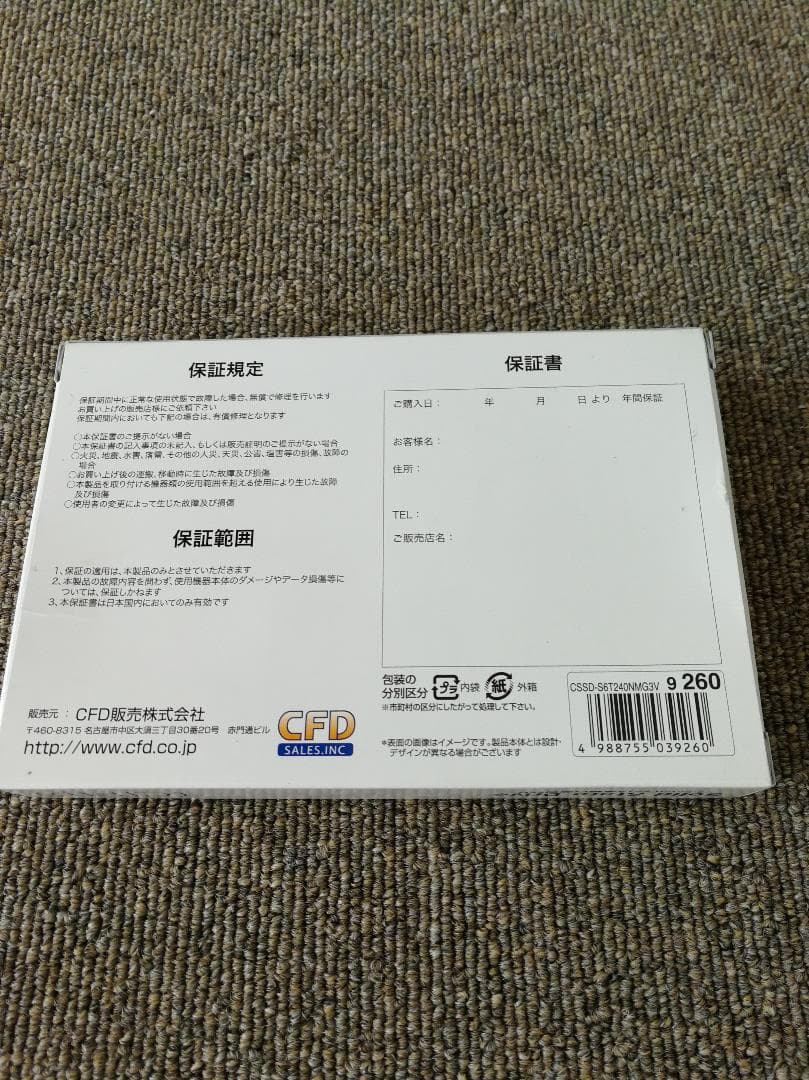 保証規定
保証期間中に正常な使用状態で故障した場合、無償で修理を行います
お買い上げの販売店様にご依頼下さい
保証期間内においても下記の場合は、有償修理となります
○本保証書のご提示がない場合
○本保証書の記入事項の未記入、もしくは販売証明のご提示がない場合
○火災、地震、水害、落雷、その他の人災、天災、公害、塩害等の損傷、故障の
場合
○お買い上げ後の運搬、移動時に生じた故障及び損傷
○本製品を取り付ける機器類の使用範囲を超える使用により生じた故障
及び損傷
○使用者の変更によって生じた故障及び損傷
保証範囲
1、保証の適用は、本製品のみとさせていただきます
2、本製品の故障内容を問わず、使用機器本体のダメージやデータ損傷等に
ついては、保証しかねます
3、本保証書は日本国内においてのみ有効です
販売元 : CFD販売株式会社
〒460-8315 名古屋市中区大須三丁目30番20号 赤門通ビル
http://www.cfd.co.jp
CFD
SALES.INC
保証書
ご購入日: 年 月 日より 年間保証
お客様名:
住所:
TEL:
ご販売店名:
包装の
分別区分
プラ 内袋 紙 外箱
※市町村の区分にしたがって処理して下さい。
*表面の画像はイメージです。製品本体とは設計・
デザインが異なる場合がございます
CSSD-S6T240NMG3V 9 260
4 988755 039260